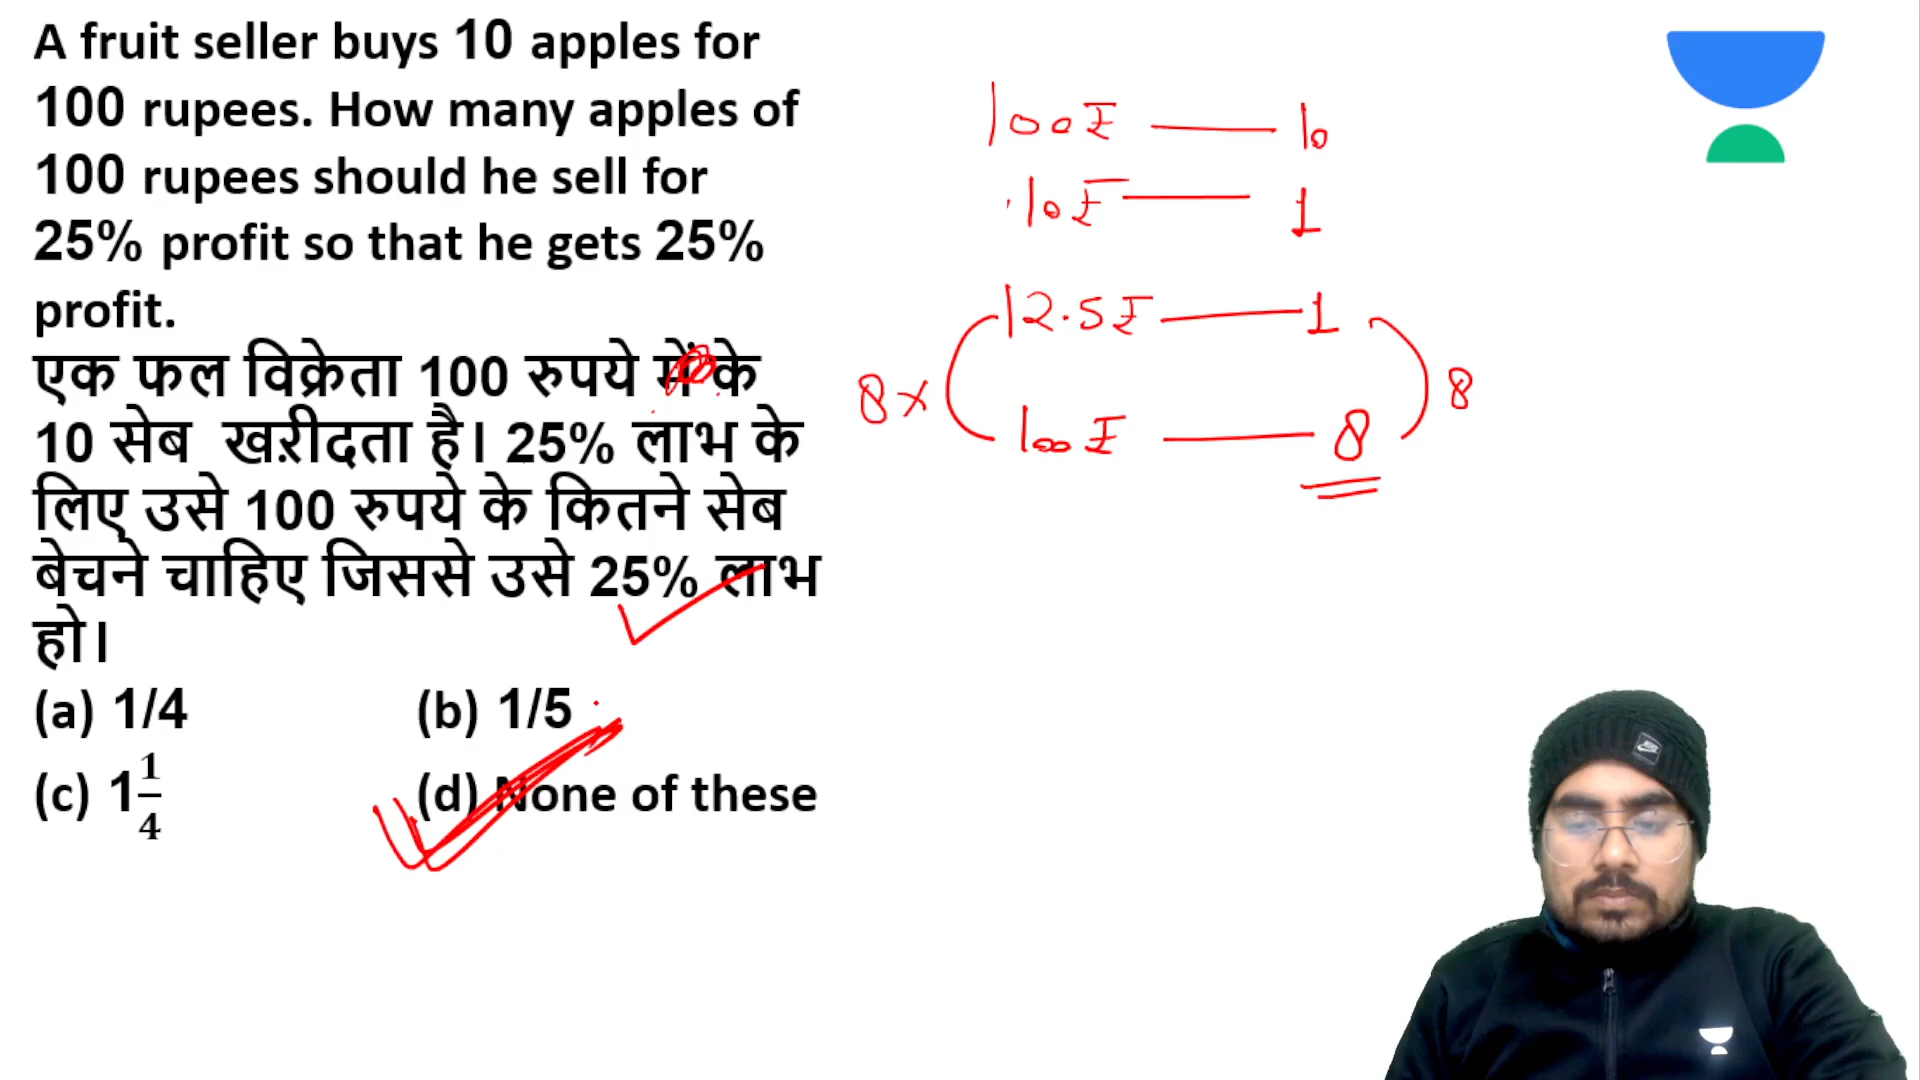 A fruit seller buys 10 apples for
100 rupees. How many apples of
100 rupees should he sell for
25% profit so that he gets 25%
profit.
एक फल विक्रेता 100 रुपये में के
10 सेब खऱीदता है। 25% लाभ के
लिए उसे 100 रुपये के कितने सेब
बेचने चाहिए जिससे उसे 25% लाभ
हो।
(a) 1/4 (b) 1/5
(c) 1 1/4 (d) None of these
100₹ — 10
10₹ — 1
12.5₹ — 1
8× 8
100₹ — 8